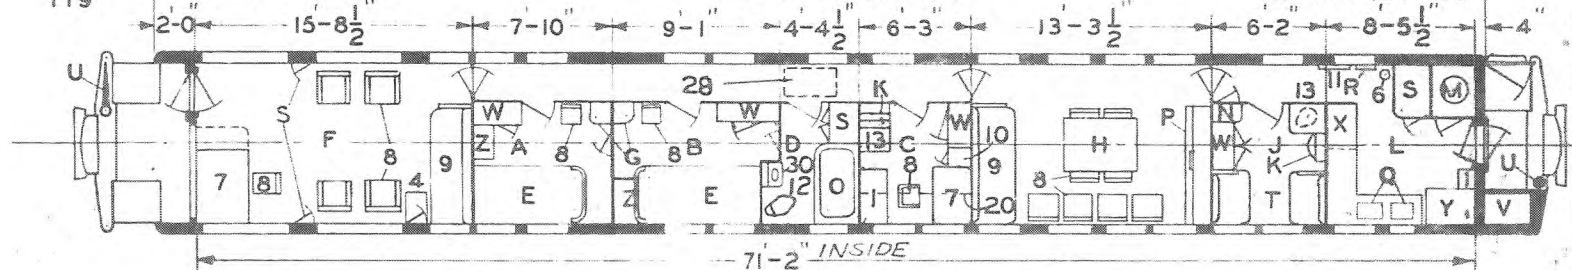 119
2'-0" 15'-8½" 7'-10" 9'-1" 4'-4½" 6'-3" 13'-3½" 6'-2" 8'-5½" 4"
U 28 K 13 11 R 6 S M
S W W S W N
F Z A 8 G 8 B D 13 C 10 P W J X L
8 30 8 9 H K U
7 8 4 9 E Z E 12 O I 7 20 8 T Q Y I V
71'-2" INSIDE